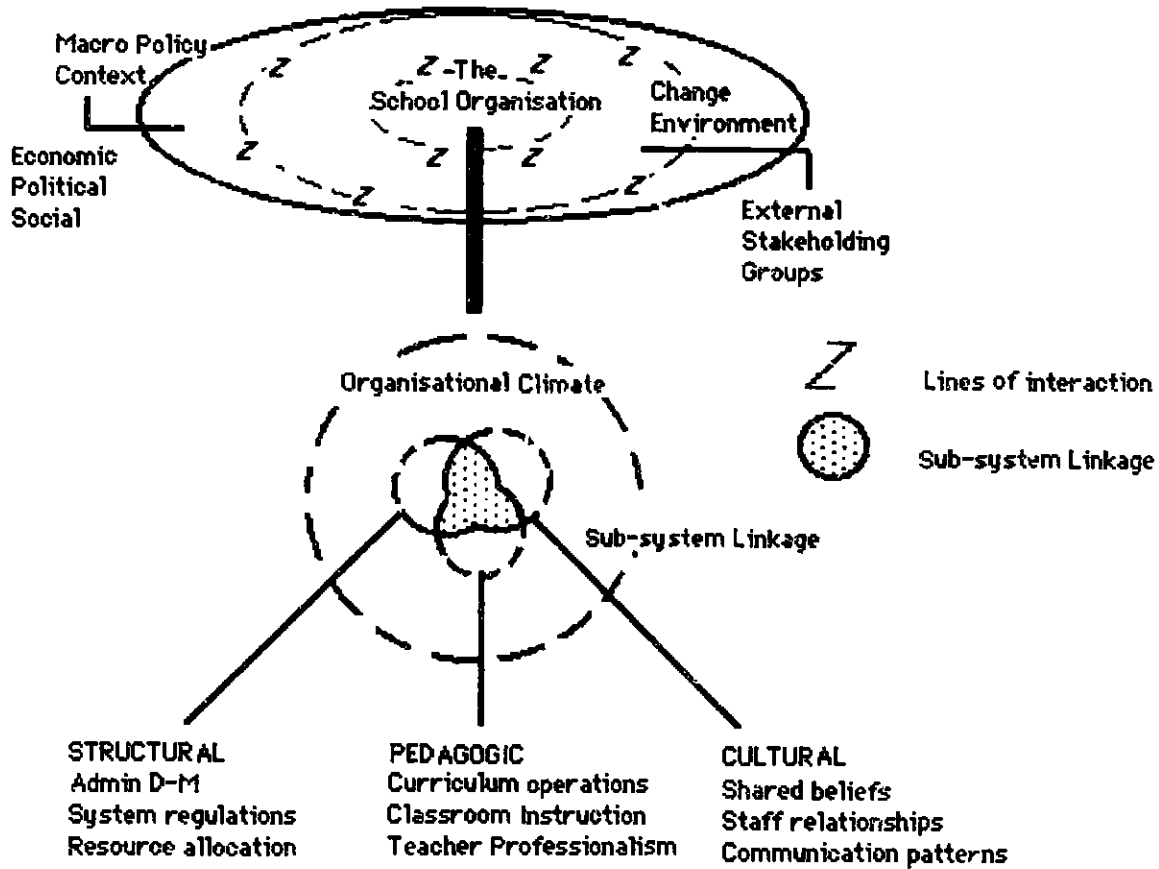 Macro Policy
Context
Economic
Political
Social
Z
Z
Z
Z
Z
Z
Z
Z
Z
Z
The
School Organisation
Change
Environment
External
Stakeholding
Groups
Organisational Climate
Sub-system Linkage
Z
Lines of interaction
Sub-system Linkage
STRUCTURAL
Admin D-M
System regulations
Resource allocation
PEDAGOGIC
Curriculum operations
Classroom Instruction
Teacher Professionalism
CULTURAL
Shared beliefs
Staff relationships
Communication patterns